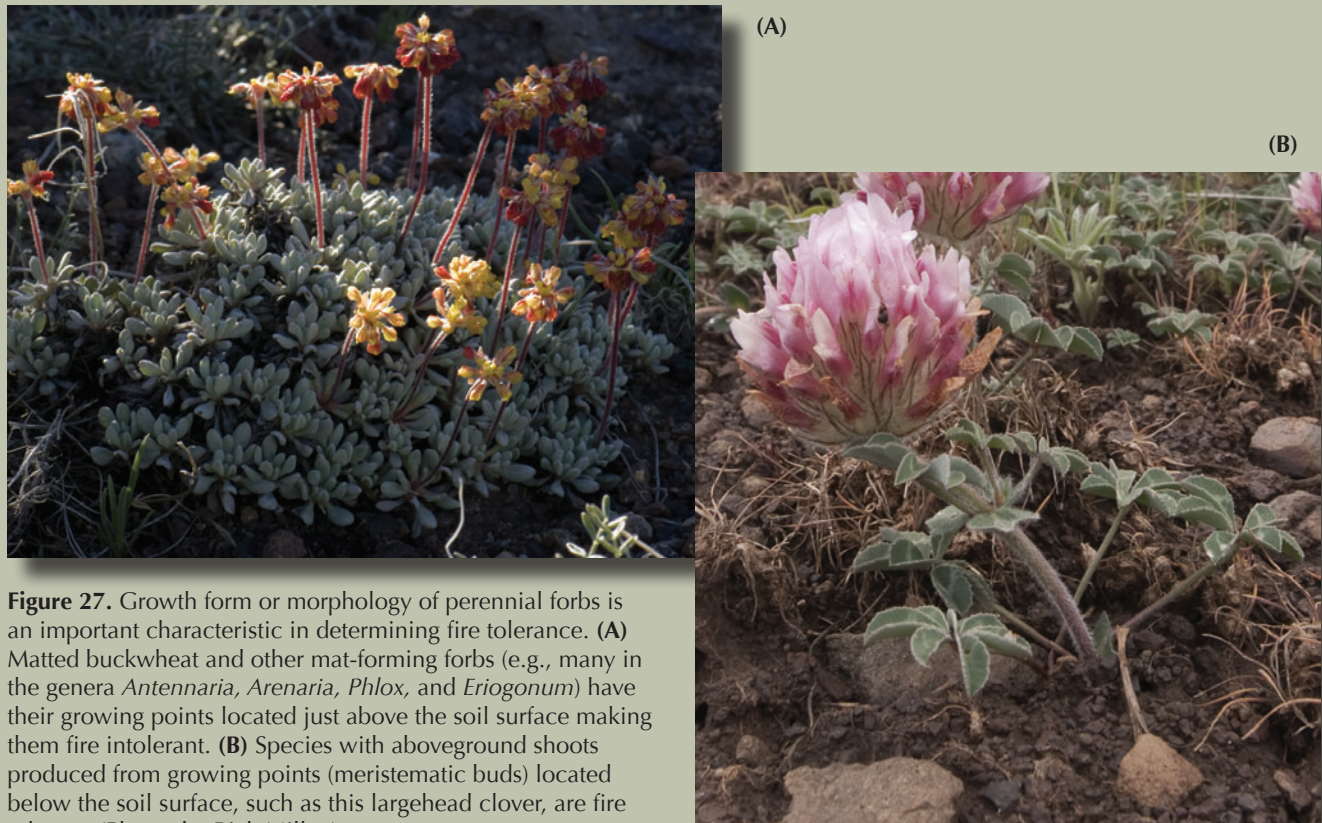 (A)
(B)
Figure 27. Growth form or morphology of perennial forbs is
an important characteristic in determining fire tolerance. (A)
Matted buckwheat and other mat-forming forbs (e.g., many in
the genera Antennaria, Arenaria, Phlox, and Eriogonum) have
their growing points located just above the soil surface making
them fire intolerant. (B) Species with aboveground shoots
produced from growing points (meristematic buds) located
below the soil surface, such as this largehead clover, are fire